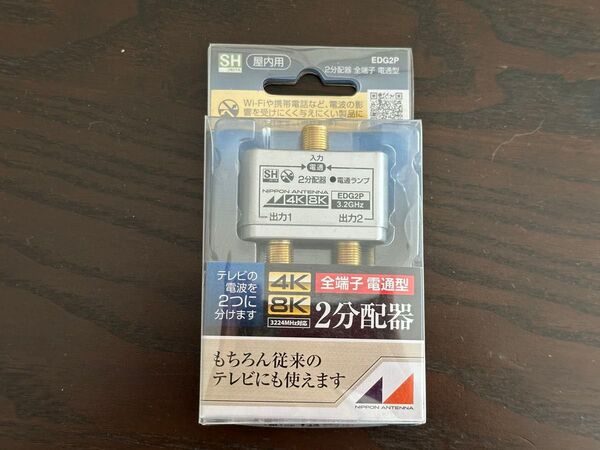 SH
屋内用
EDG2P
2分配器 全端子 電通型
Wi-Fiや携帯電話など、電波の影
響を受けにくく与えにくい製品に
入力
電通
SH
2分配器 ●電通ランプ
NIPPON ANTENNA
4K 8K
EDG2P
3.2GHz
出力1
出力2
テレビの
電波を
2つに
分けます
4K
8K
3224MHz対応
全端子 電通型
2分配器
もちろん従来の
テレビにも使えます
NIPPON ANTENNA